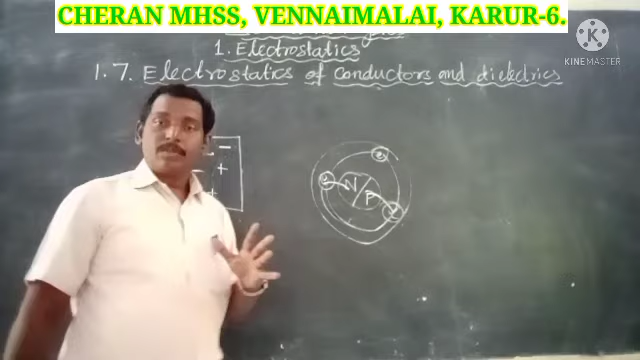 CHERAN MHSS, VENNAIMALAI, KARUR-6.
1. Electrostatics
1.7. Electrostatics of conductors and dielectrics
K
KINEMASTER
- -
- +
+
e
e
N P
e